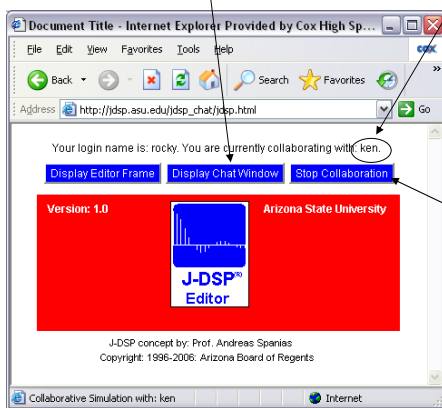 Document Title - Internet Explorer Provided by Cox High Sp...
File Edit View Favorites Tools Help
cox
Back Search Favorites »
Address http://jdsp.asu.edu/jdsp_chat/jdsp.html Go
Your login name is: rocky. You are currently collaborating with: ken.
Display Editor Frame Display Chat Window Stop Collaboration
Version: 1.0 Arizona State University
J-DSP®
Editor
J-DSP concept by: Prof. Andreas Spanias
Copyright: 1996-2006: Arizona Board of Regents
Collaborative Simulation with: ken Internet